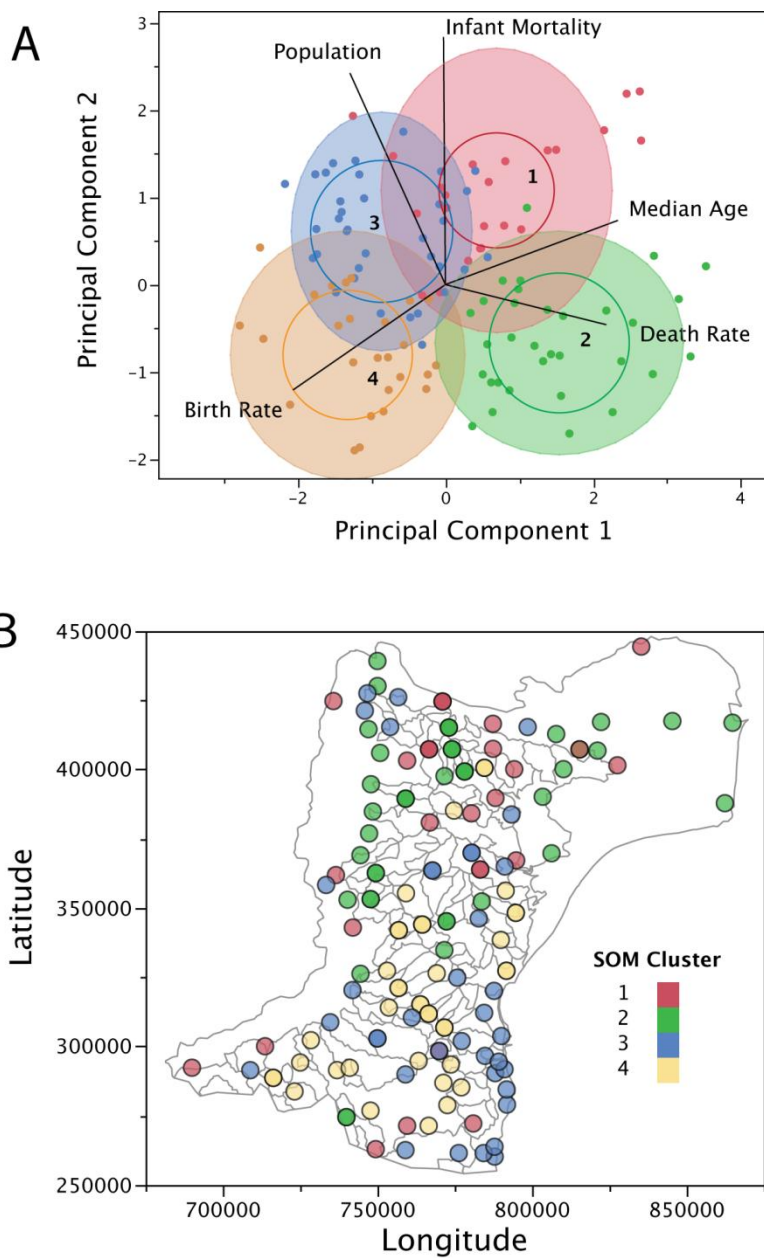 A
Principal Component 2
3
2
1
0
-1
-2
Infant Mortality
Population
1
3
Median Age
Death Rate
2
4
Birth Rate
-2
0
2
4
Principal Component 1
B
Latitude
450000
400000
350000
300000
250000
SOM Cluster
1
2
3
4
700000
750000
800000
850000
Longitude